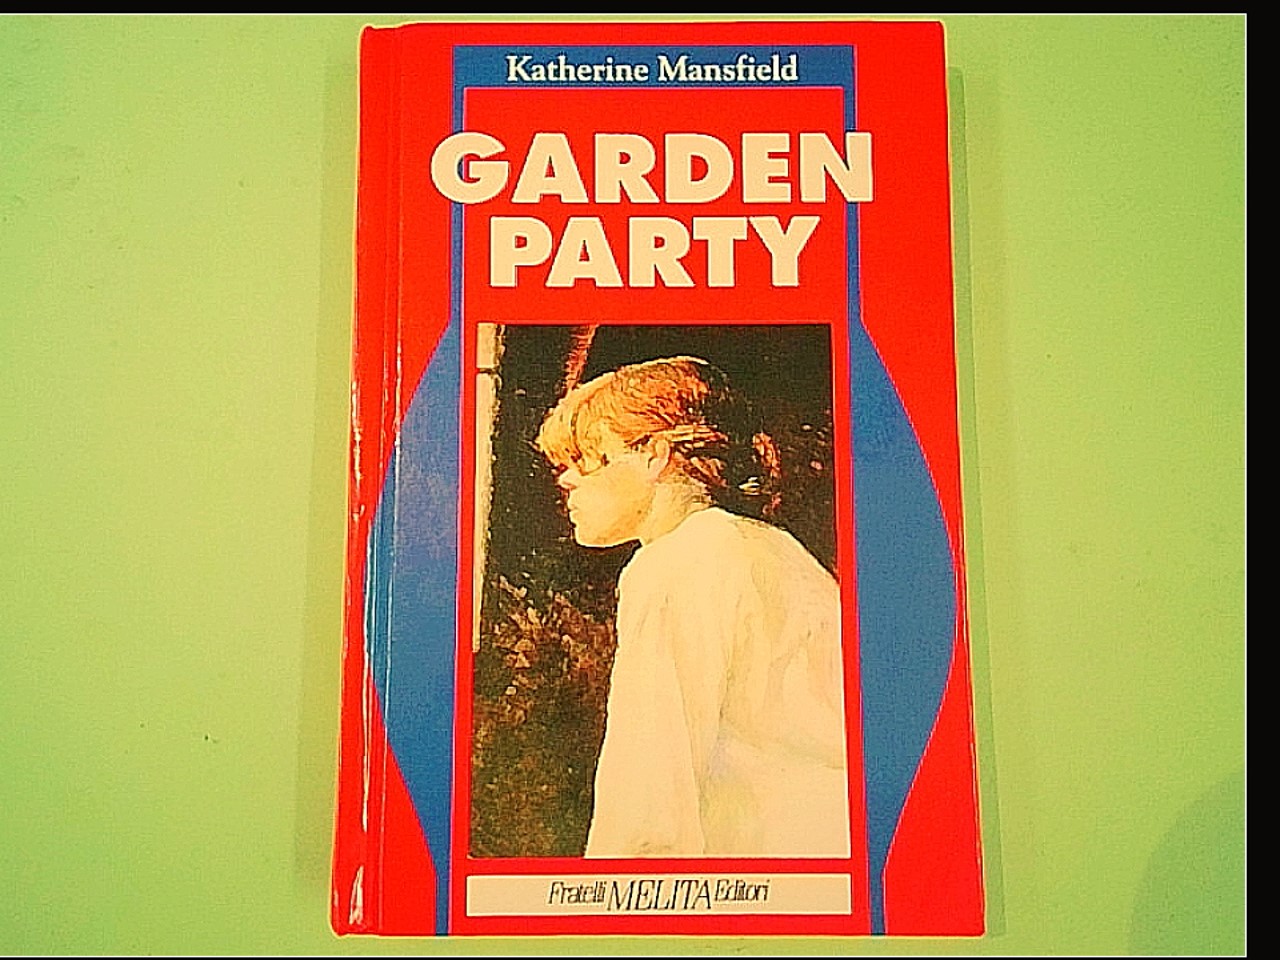 Katherine Mansfield
GARDEN
PARTY
Fratelli MELITA Editori